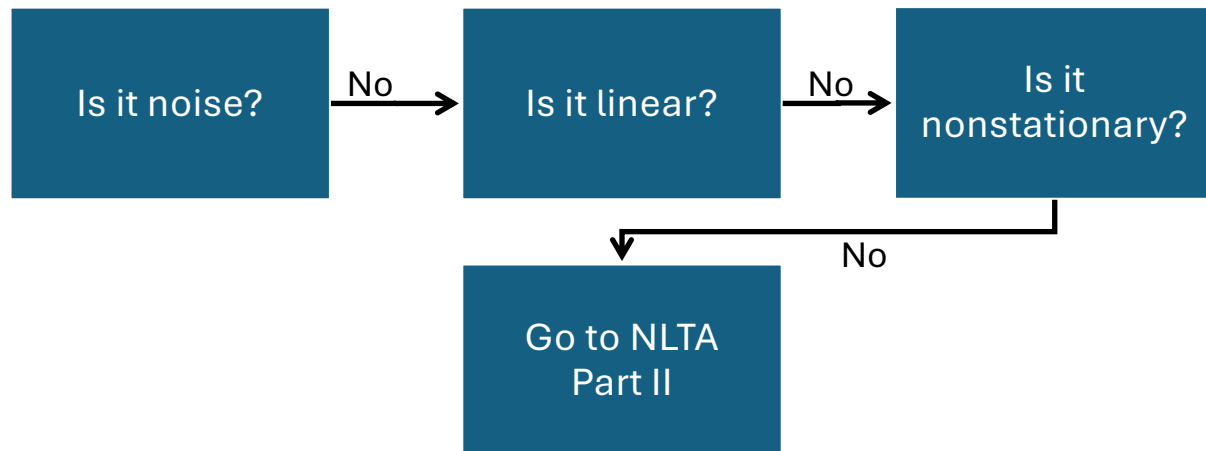 Is it noise?
No
Is it linear?
No
Is it
nonstationary?
No
Go to NLTA
Part II